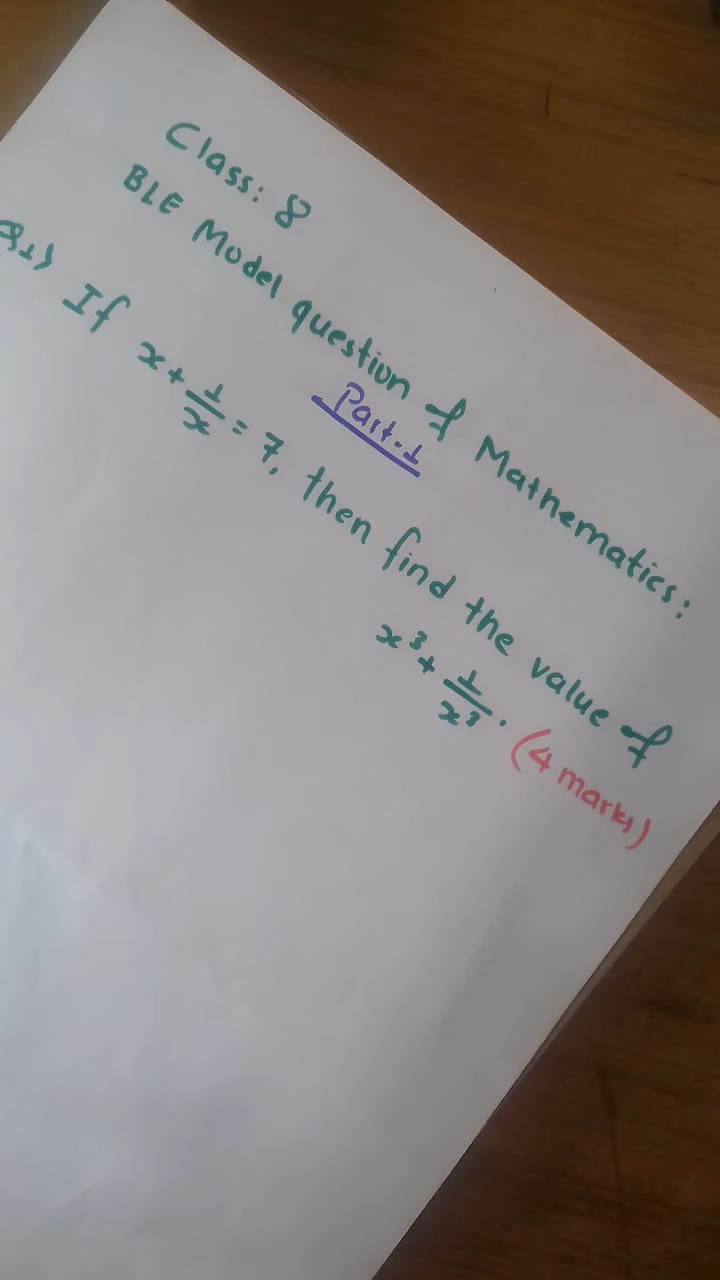 Class: 8
BLE Model question of Mathematics:
Part-1
Q1) If x + 1/x = 7, then find the value of
x³ + 1/x³. (4 marks)